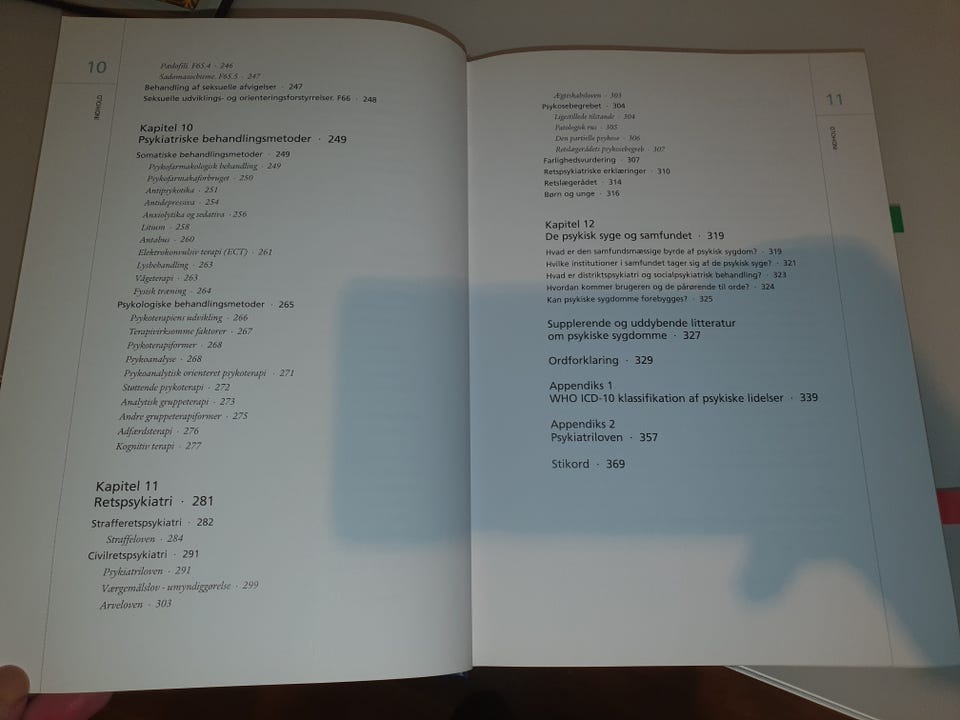 10
INDHOLD
Pædofili. F65.4 · 246
Sadomasochisme. F65.5 · 247
Behandling af seksuelle afvigelser · 247
Seksuelle udviklings- og orienteringsforstyrrelser. F66 · 248
Kapitel 10
Psykiatriske behandlingsmetoder · 249
Somatiske behandlingsmetoder · 249
Psykofarmakologisk behandling · 249
Psykofarmakaforbruget · 250
Antipsykotika · 251
Antidepressiva · 254
Anxiolytika og sedativa · 256
Litium · 258
Antabus · 260
Elektrokonvulsiv terapi (ECT) · 261
Lysbehandling · 263
Vågeterapi · 263
Fysisk træning · 264
Psykologiske behandlingsmetoder · 265
Psykoterapiens udvikling · 266
Terapivirksomme faktorer · 267
Psykoterapiformer · 268
Psykoanalyse · 268
Psykoanalytisk orienteret psykoterapi · 271
Støttende psykoterapi · 272
Analytisk gruppeterapi · 273
Andre gruppeterapiformer · 275
Adfærdsterapi · 276
Kognitiv terapi · 277
Kapitel 11
Retspsykiatri · 281
Strafferetspsykiatri · 282
Straffeloven · 284
Civilretspsykiatri · 291
Psykiatriloven · 291
Værgemålslov - umyndiggørelse · 299
Arveloven · 303
11
INDHOLD
Ægteskabsloven · 303
Psykosebegrebet · 304
Ligestillede tilstande · 304
Patologisk rus · 305
Den partielle psykose · 306
Retslægerådets psykosebegreb · 307
Farlighedsvurdering · 307
Retspsykiatriske erklæringer · 310
Retslægerådet · 314
Børn og unge · 316
Kapitel 12
De psykisk syge og samfundet · 319
Hvad er den samfundsmæssige byrde af psykisk sygdom? · 319
Hvilke institutioner i samfundet tager sig af de psykisk syge? · 321
Hvad er distriktspsykiatri og socialpsykiatrisk behandling? · 323
Hvordan kommer brugeren og de pårørende til orde? · 324
Kan psykiske sygdomme forebygges? · 325
Supplerende og uddybende litteratur
om psykiske sygdomme · 327
Ordforklaring · 329
Appendiks 1
WHO ICD-10 klassifikation af psykiske lidelser · 339
Appendiks 2
Psykiatriloven · 357
Stikord · 369